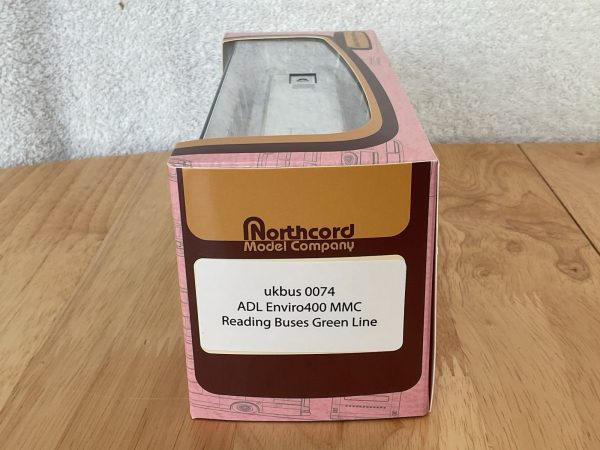 Northcord
Model Company
ukbus 0074
ADL Enviro400 MMC
Reading Buses Green Line